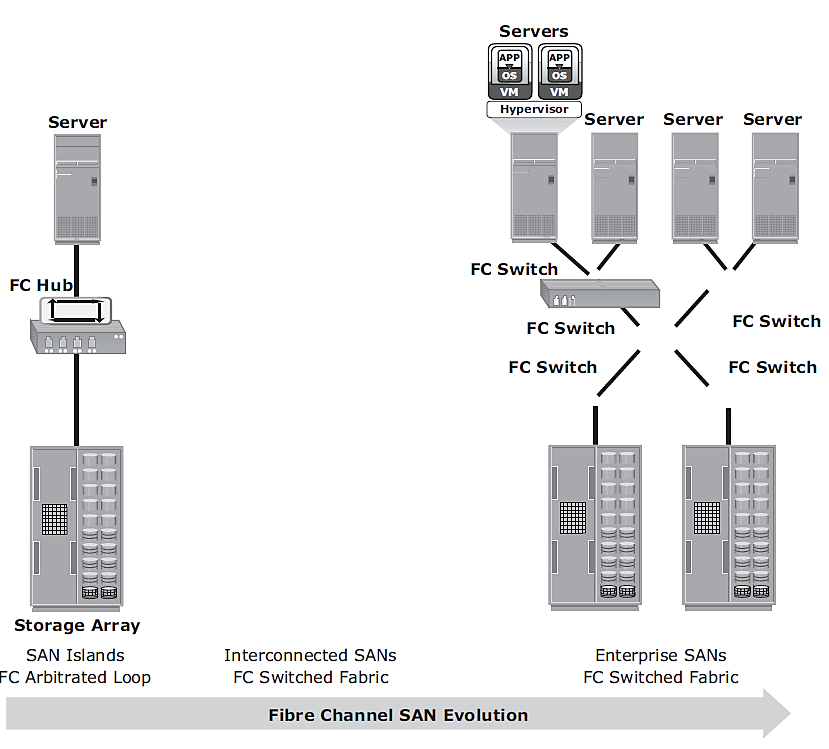 Servers
APP
OS
VM
APP
OS
VM
Hypervisor
Server
Server
Server
Server
FC Hub
FC Switch
FC Switch
FC Switch
FC Switch
FC Switch
Storage Array
SAN Islands
FC Arbitrated Loop
Interconnected SANs
FC Switched Fabric
Enterprise SANs
FC Switched Fabric
Fibre Channel SAN Evolution